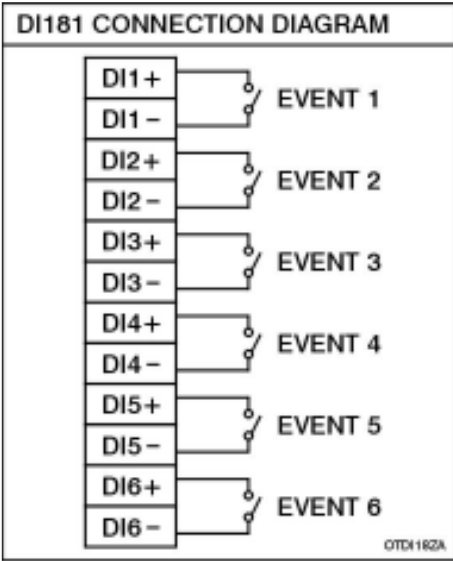 DI181 CONNECTION DIAGRAM
DI1+
EVENT 1
DI1−
DI2+
EVENT 2
DI2−
DI3+
EVENT 3
DI3−
DI4+
EVENT 4
DI4−
DI5+
EVENT 5
DI5−
DI6+
EVENT 6
DI6−
OTDI18ZA